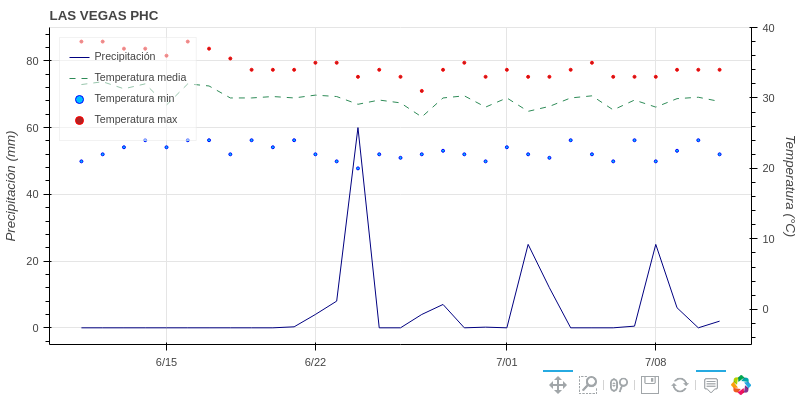 LAS VEGAS PHC
Precipitación
Temperatura media
Temperatura min
Temperatura max
Precipitación (mm)
80
60
40
20
0
Temperatura (°C)
40
30
20
10
0
6/15
6/22
7/01
7/08